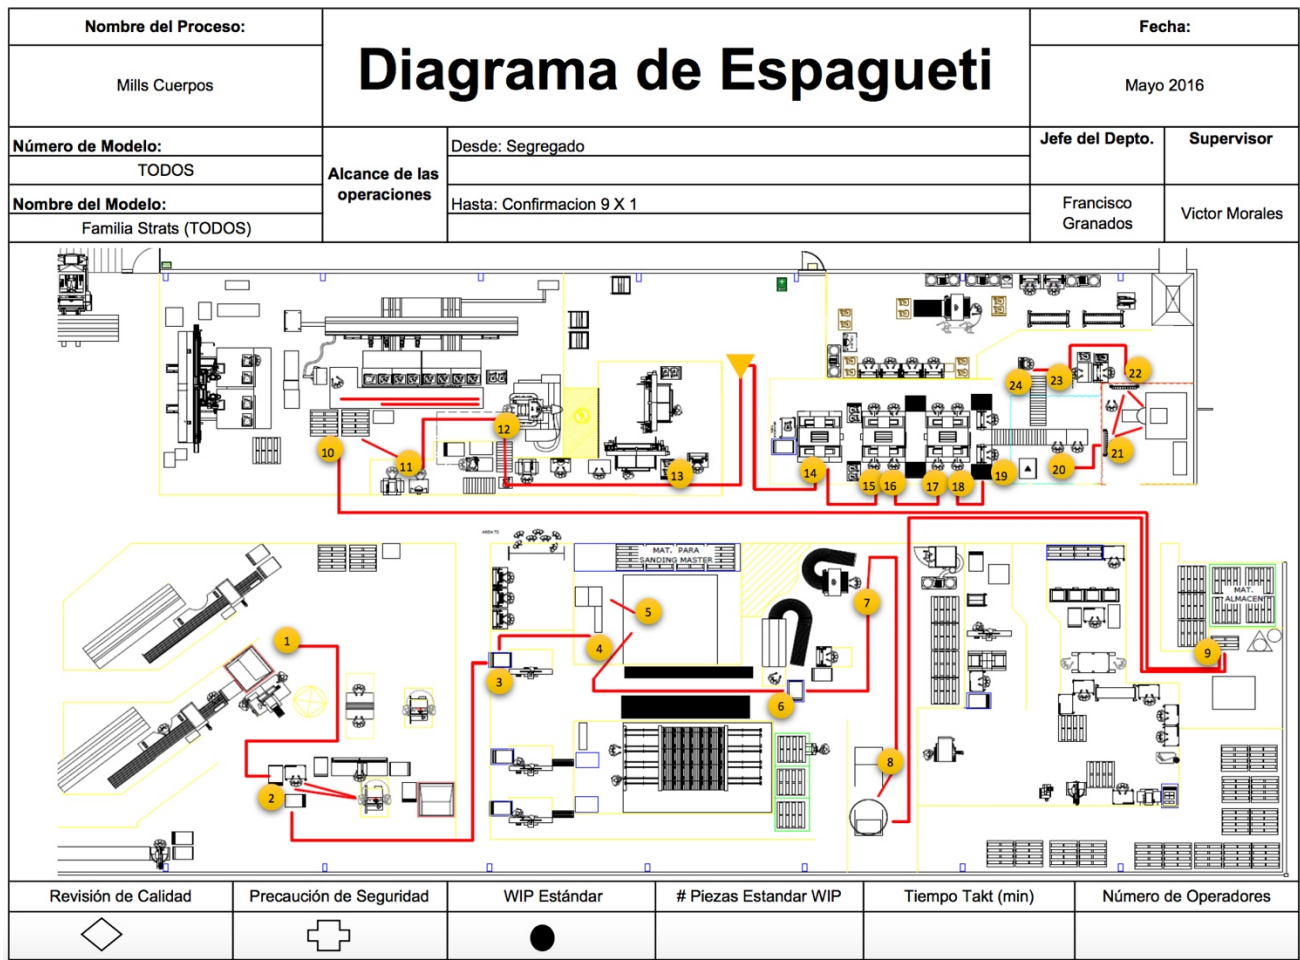 Nombre del Proceso:
Diagrama de Espagueti
Fecha:
Mills Cuerpos
Mayo 2016
Número de Modelo:
TODOS
Alcance de las
operaciones
Desde: Segregado
Jefe del Depto.
Supervisor
Nombre del Modelo:
Familia Strats (TODOS)
Hasta: Confirmacion 9 X 1
Francisco
Granados
Victor Morales
22
23
24
12
10
11
13
14
15
16
17
18
19
20
21
MAT. PARA
SANDING MASTER
MAT.
ALMACEN
1
2
3
4
5
6
7
8
9
Revisión de Calidad
Precaución de Seguridad
WIP Estándar
# Piezas Estandar WIP
Tiempo Takt (min)
Número de Operadores